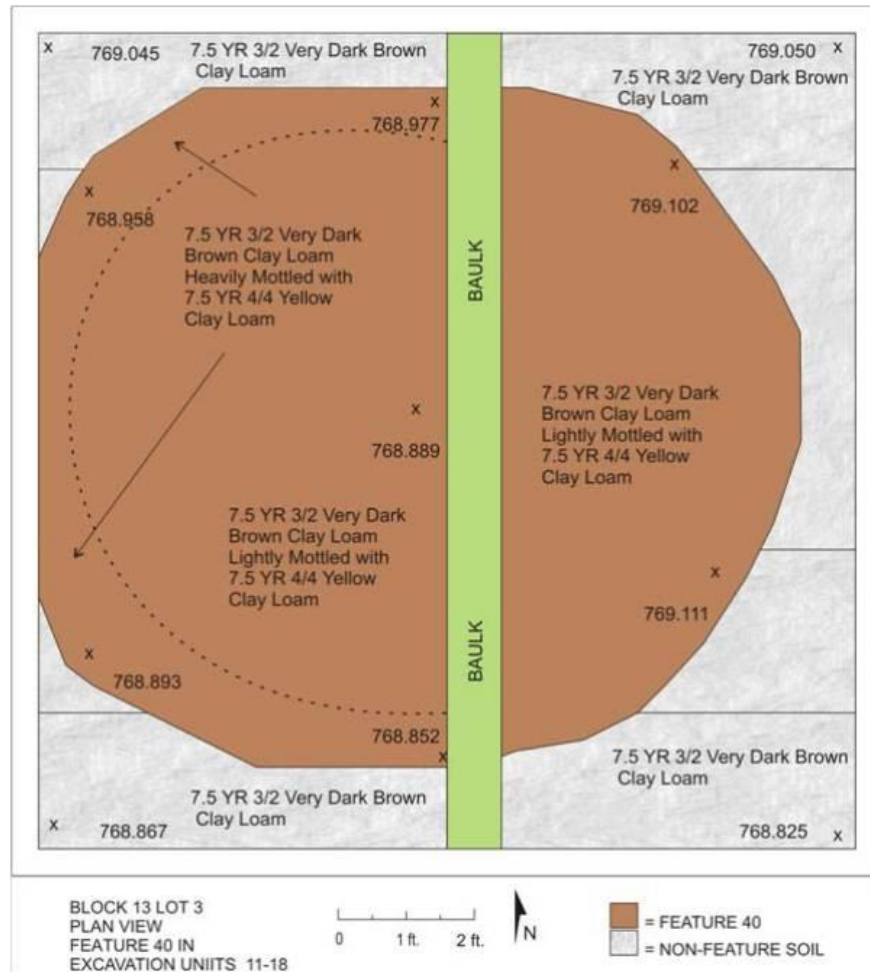 769.045
7.5 YR 3/2 Very Dark Brown
Clay Loam
769.050
7.5 YR 3/2 Very Dark Brown
Clay Loam
x
x
x
768.977
x
769.102
x
768.958
7.5 YR 3/2 Very Dark
Brown Clay Loam
Heavily Mottled with
7.5 YR 4/4 Yellow
Clay Loam
BAULK
x
768.889
7.5 YR 3/2 Very Dark
Brown Clay Loam
Lightly Mottled with
7.5 YR 4/4 Yellow
Clay Loam
7.5 YR 3/2 Very Dark
Brown Clay Loam
Lightly Mottled with
7.5 YR 4/4 Yellow
Clay Loam
x
769.111
BAULK
x
768.893
768.852
x
7.5 YR 3/2 Very Dark Brown
Clay Loam
7.5 YR 3/2 Very Dark Brown
Clay Loam
x
768.867
768.825
x
BLOCK 13 LOT 3
PLAN VIEW
FEATURE 40 IN
EXCAVATION UNIITS 11-18
0 1 ft. 2 ft.
N
= FEATURE 40
= NON-FEATURE SOIL